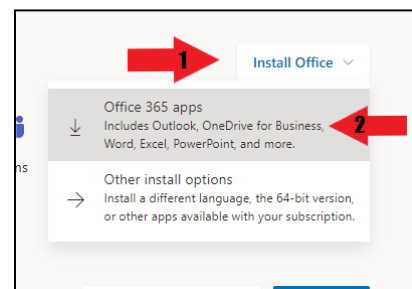 1
Install Office
Office 365 apps
Includes Outlook, OneDrive for Business,
Word, Excel, PowerPoint, and more.
2
ns
Other install options
Install a different language, the 64-bit version,
or other apps available with your subscription.